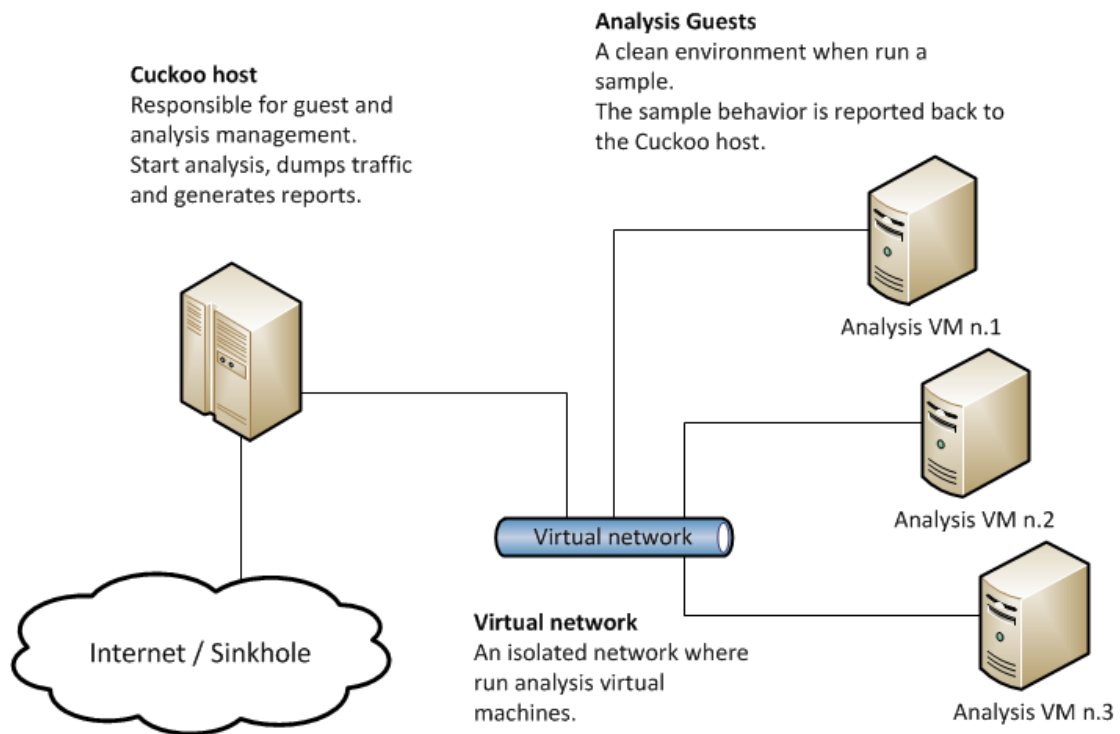 Cuckoo host
Responsible for guest and
analysis management.
Start analysis, dumps traffic
and generates reports.
Analysis Guests
A clean environment when run a
sample.
The sample behavior is reported back to
the Cuckoo host.
Analysis VM n.1
Analysis VM n.2
Virtual network
Internet / Sinkhole
Virtual network
An isolated network where
run analysis virtual
machines.
Analysis VM n.3